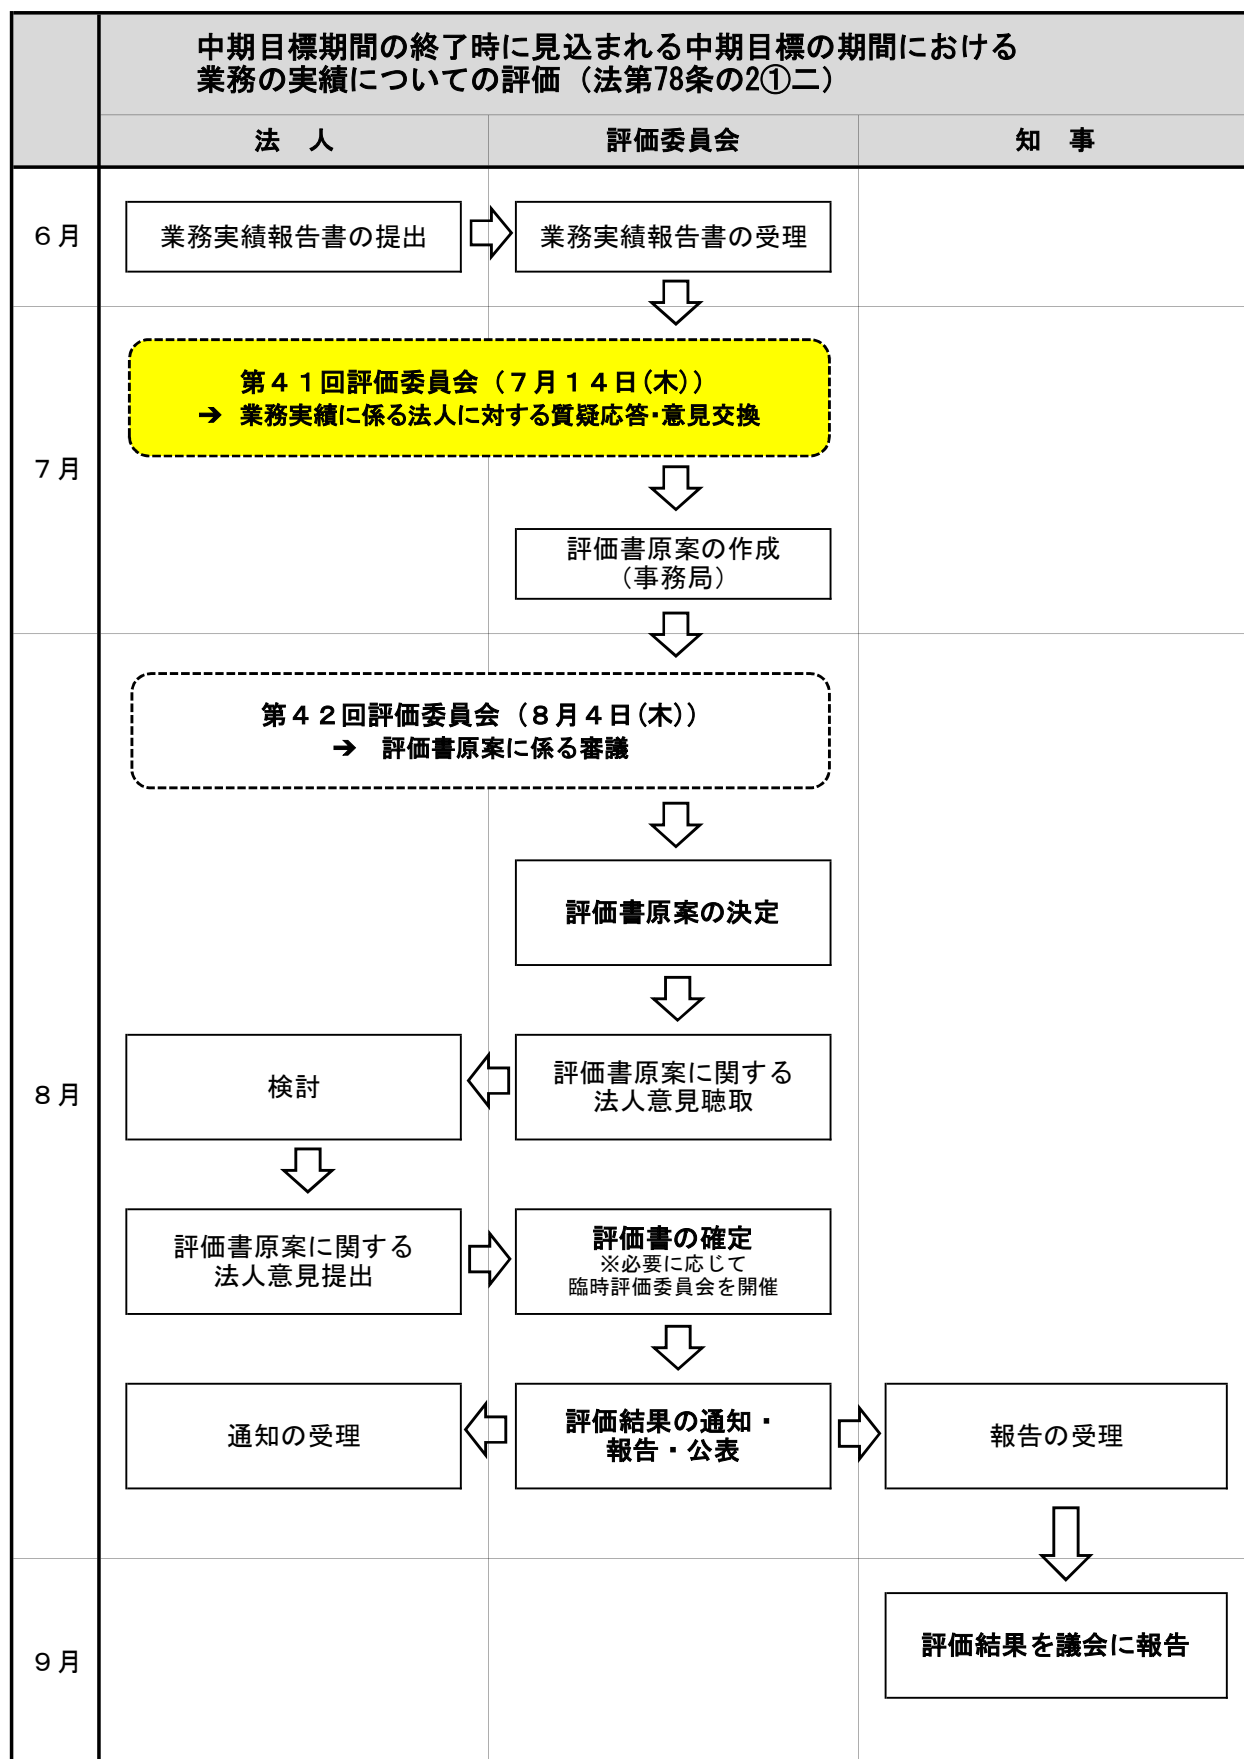 中期目標期間の終了時に見込まれる中期目標の期間における
業務の実績についての評価（法第78条の2①二）
法　人
評価委員会
知　事
６月
業務実績報告書の提出
業務実績報告書の受理
７月
第４１回評価委員会（７月１４日(木)）
➔ 業務実績に係る法人に対する質疑応答・意見交換
評価書原案の作成
（事務局）
８月
第４２回評価委員会（８月４日(木)）
➔ 評価書原案に係る審議
評価書原案の決定
検討
評価書原案に関する
法人意見聴取
評価書原案に関する
法人意見提出
評価書の確定
※必要に応じて
臨時評価委員会を開催
通知の受理
評価結果の通知・
報告・公表
報告の受理
９月
評価結果を議会に報告